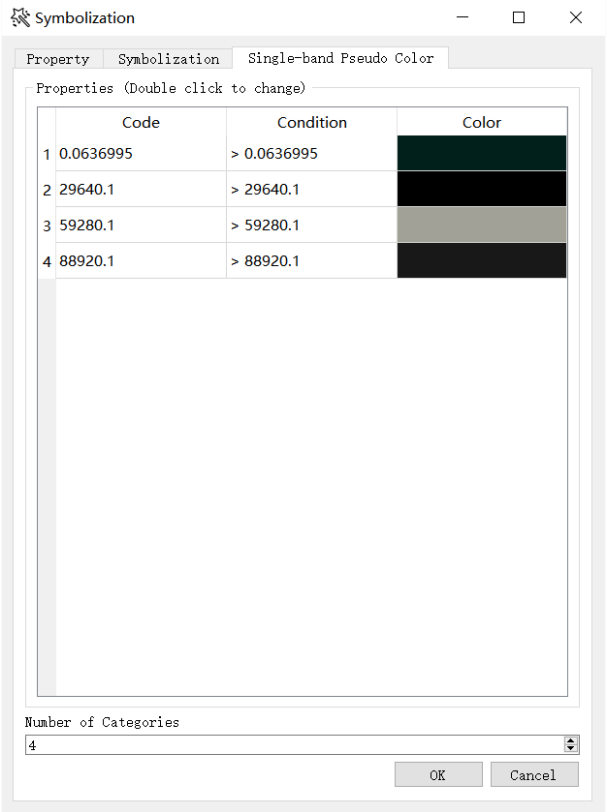 Symbolization
Property Symbolization Single-band Pseudo Color
Properties (Double click to change)
Code Condition Color
1 0.0636995 > 0.0636995
2 29640.1 > 29640.1
3 59280.1 > 59280.1
4 88920.1 > 88920.1
Number of Categories
4
OK Cancel